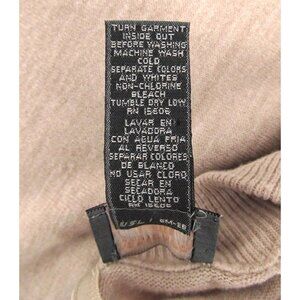 TURN GARMENT
INSIDE OUT
BEFORE WASHING
MACHINE WASH
COLD
SEPARATE COLORS
AND WHITES
NON-CHLORINE
BLEACH
TUMBLE DRY LOW
RN 15606
LAVAR EN
LAVADORA
CON AGUA FRIA
AL REVERSO
SEPARAR COLORES
DE BLANCO
NO USAR CLORO
SECAR EN
SECADORA
CICLO LENTO
RN 15606